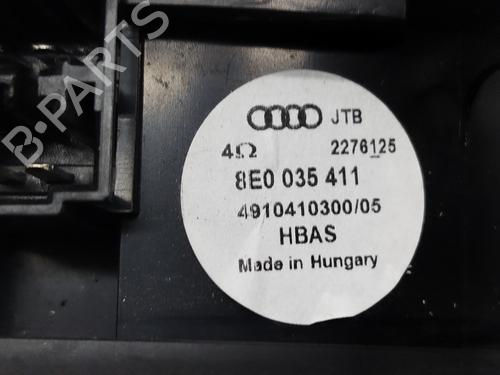 B-PARTS
JTB
4Ω 2276125
8E0 035 411
4910410300/05
HBAS
Made in Hungary